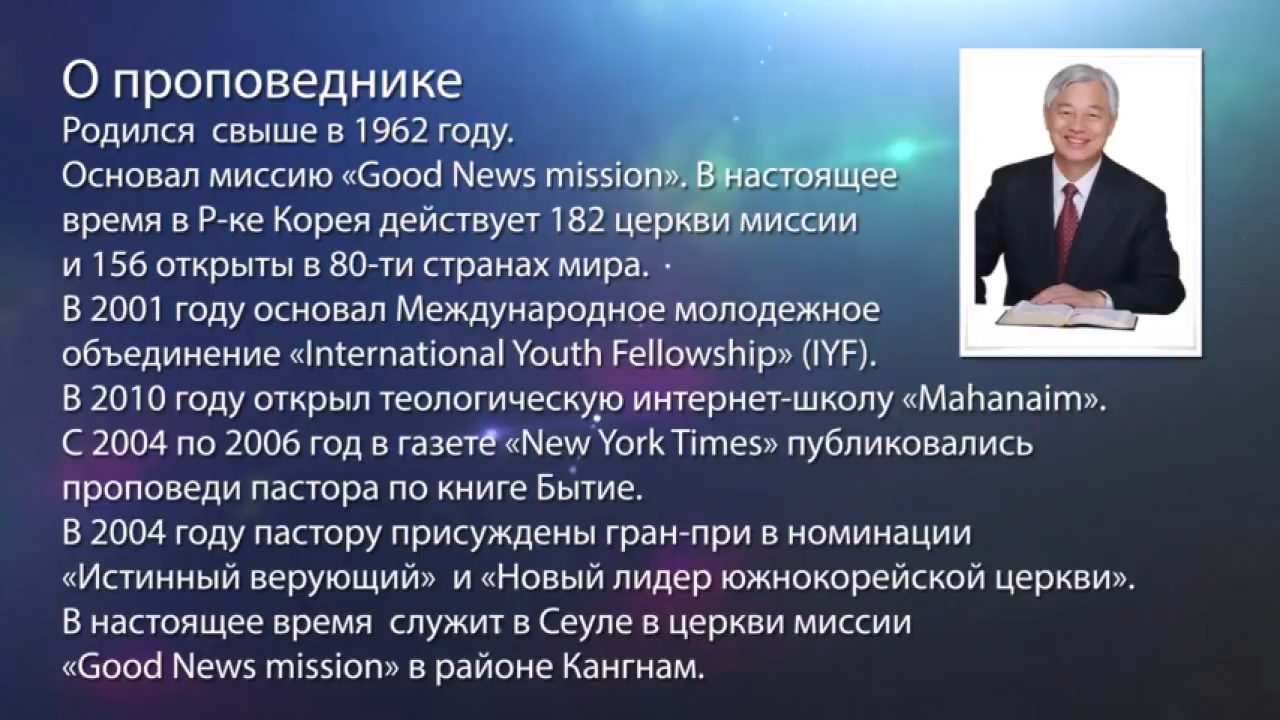 О проповеднике
Родился  свыше в 1962 году.
Основал миссию «Good News mission». В настоящее
время в Р-ке Корея действует 182 церкви миссии
и 156 открыты в 80-ти странах мира.
В 2001 году основал Международное молодежное
объединение «International Youth Fellowship» (IYF).
В 2010 году открыл теологическую интернет-школу «Mahanaim».
С 2004 по 2006 год в газете «New York Times» публиковались
проповеди пастора по книге Бытие.
В 2004 году пастору присуждены гран-при в номинации
«Истинный верующий»  и «Новый лидер южнокорейской церкви».
В настоящее время  служит в Сеуле в церкви миссии
«Good News mission» в районе Кангнам.